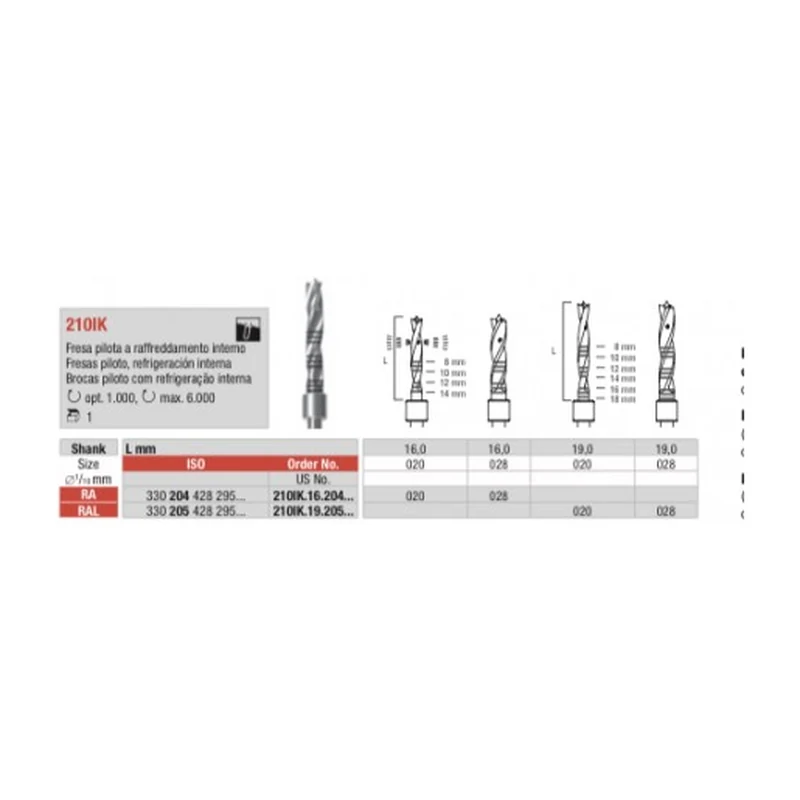 210IK
Fresa pilota a raffreddamento interno
Fresas piloto, refrigeración interna
Brocas piloto com refrigeração interna
opt. 1.000, max. 6.000
1
L
6 mm
10 mm
12 mm
14 mm
L
8 mm
10 mm
12 mm
14 mm
16 mm
18 mm
Shank L mm 16,0 16,0 19,0 19,0
Size ISO Order No. 020 028 020 028
Ø 1/10 mm US No.
RA 330 204 428 295... 210IK.16.204... 020 028
RAL 330 205 428 295... 210IK.19.205... 020 028